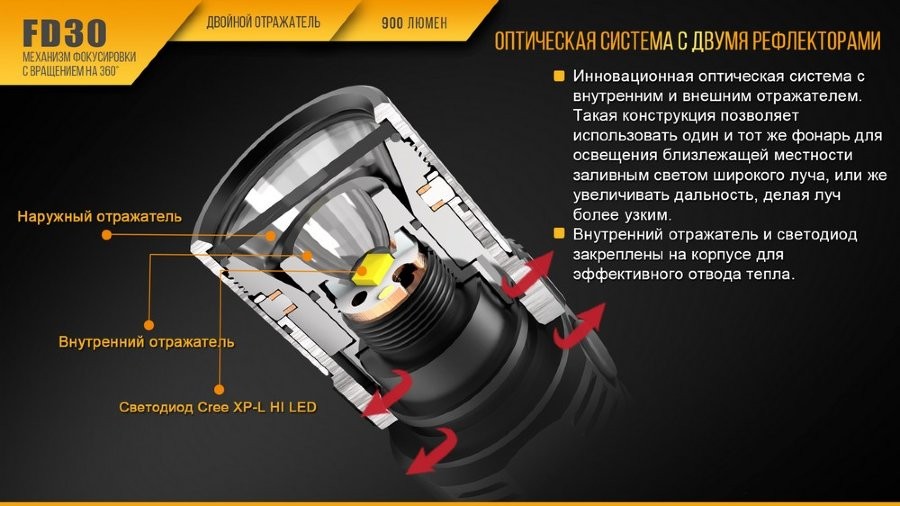 FD30
МЕХАНИЗМ ФОКУСИРОВКИ
С ВРАЩЕНИЕМ НА 360°
ДВОЙНОЙ ОТРАЖАТЕЛЬ
900 ЛЮМЕН
ОПТИЧЕСКАЯ СИСТЕМА С ДВУМЯ РЕФЛЕКТОРАМИ
Инновационная оптическая система с
внутренним и внешним отражателем.
Такая конструкция позволяет
использовать один и тот же фонарь для
освещения близлежащей местности
заливным светом широкого луча, или же
увеличивать дальность, делая луч
более узким.
Внутренний отражатель и светодиод
закреплены на корпусе для
эффективного отвода тепла.
Наружный отражатель
Внутренний отражатель
Светодиод Cree XP-L HI LED